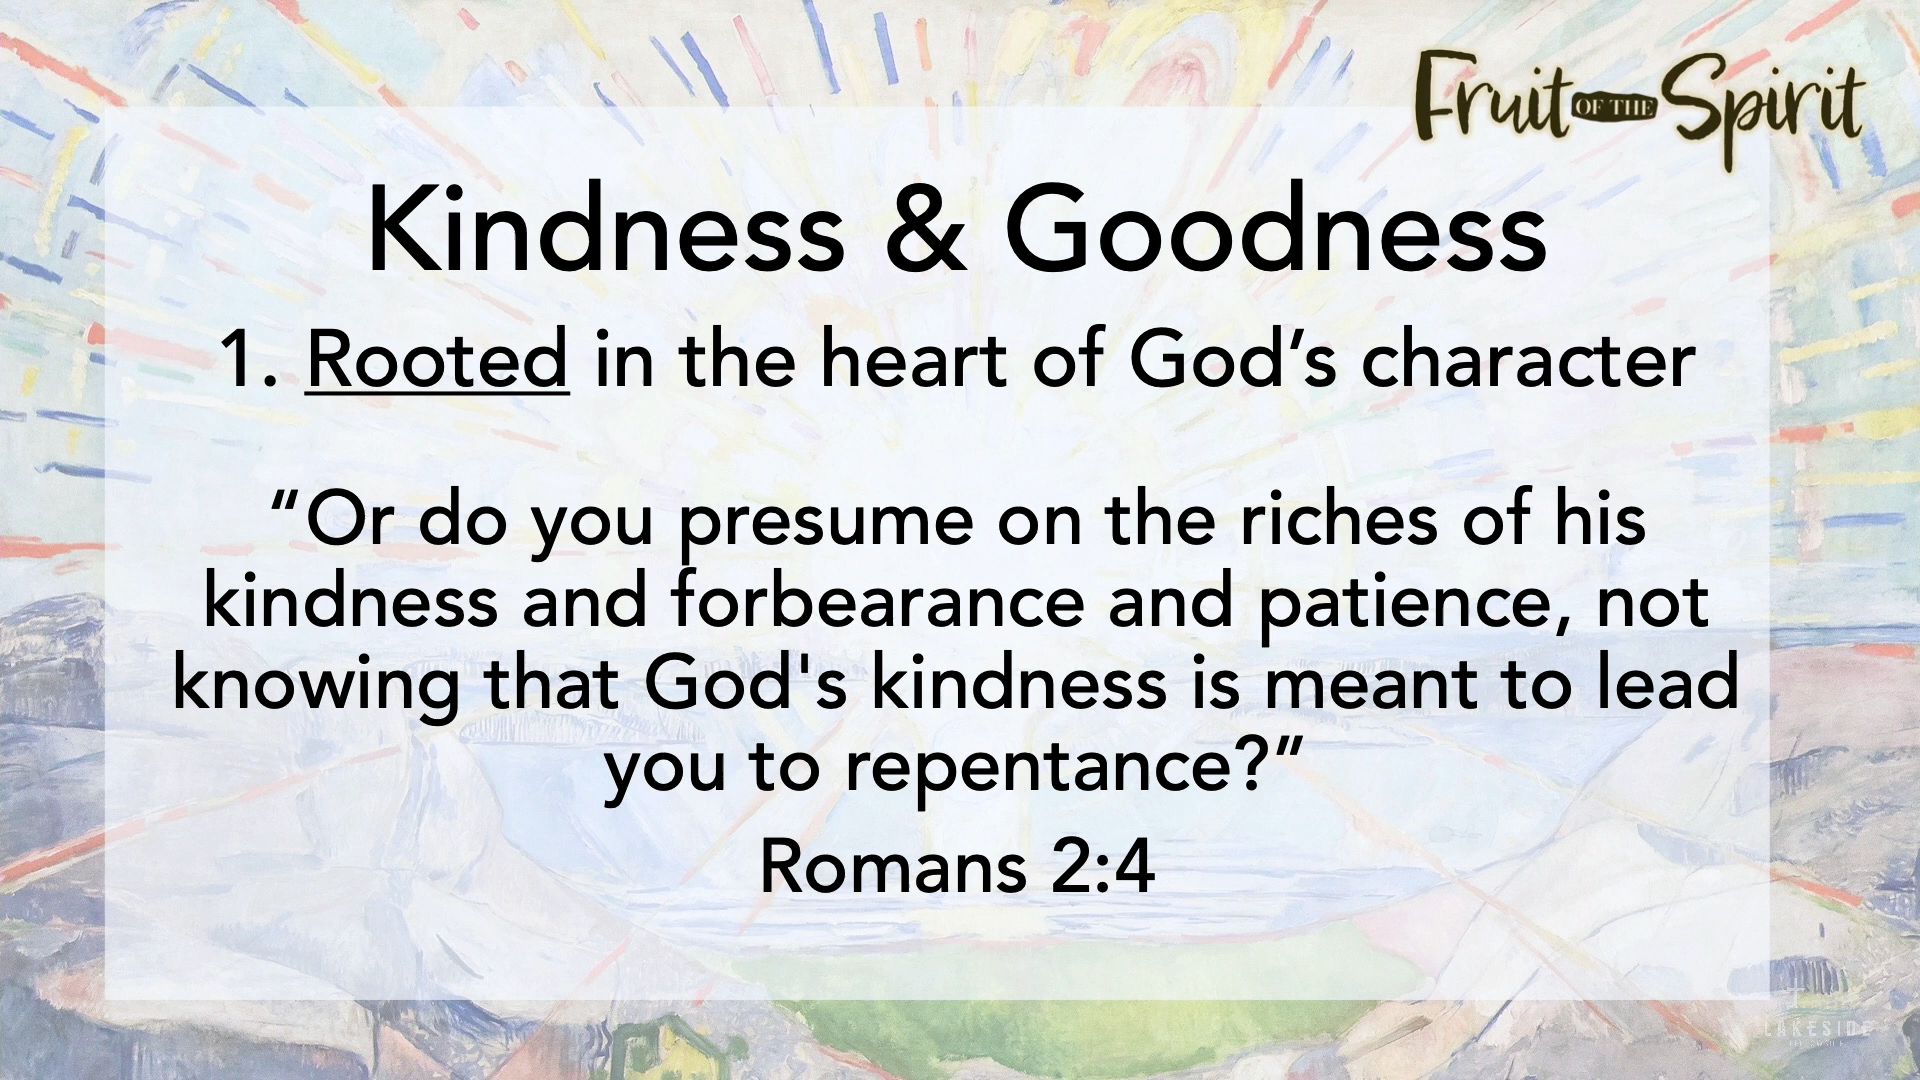 Fruit OF THE Spirit
Kindness & Goodness
1. Rooted in the heart of God’s character
“Or do you presume on the riches of his
kindness and forbearance and patience, not
knowing that God's kindness is meant to lead
you to repentance?”
Romans 2:4
LAKESIDE